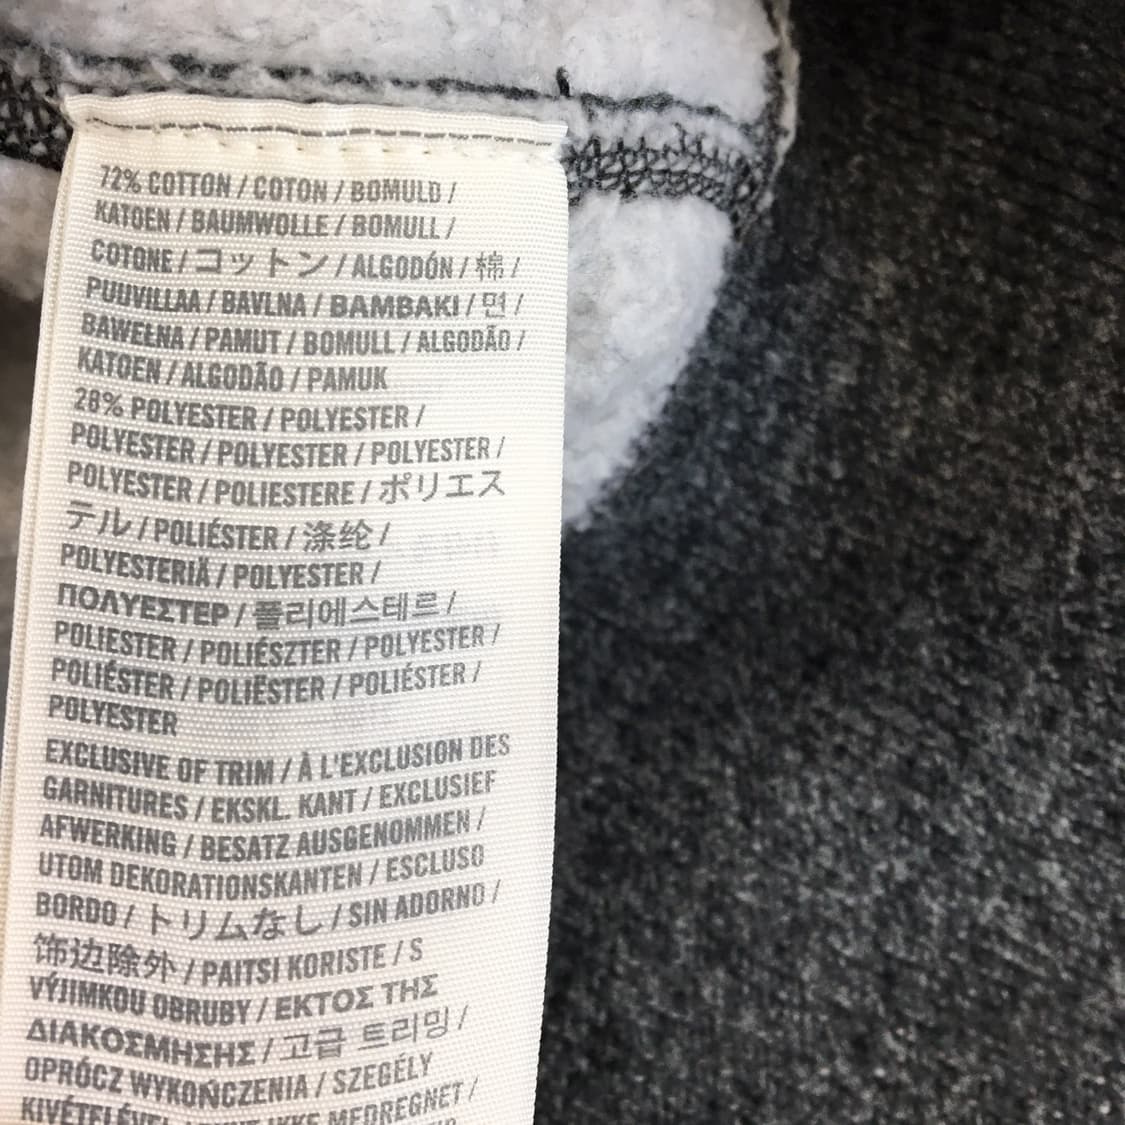 72% COTTON / COTON / BOMULD /
KATOEN / BAUMWOLLE / BOMULL /
COTONE / コットン / ALGODÓN / 棉 /
PUUVILLAA / BAVLNA / BAMBAKI / 면 /
BAWEŁNA / PAMUT / BOMULL / ALGODÃO /
KATOEN / ALGODÃO / PAMUK
28% POLYESTER / POLYESTER /
POLYESTER / POLYESTER / POLYESTER /
POLYESTER / POLIESTERE / ポリエス
テル / POLIÉSTER / 涤纶 /
POLYESTERIÄ / POLYESTER /
ΠΟΛΥΕΣΤΕΡ / 폴리에스테르 /
POLIESTER / POLIÉSZTER / POLYESTER /
POLIÉSTER / POLIËSTER / POLIÉSTER /
POLYESTER
EXCLUSIVE OF TRIM / À L'EXCLUSION DES
GARNITURES / EKSKL. KANT / EXCLUSIEF
AFWERKING / BESATZ AUSGENOMMEN /
UTOM DEKORATIONSKANTEN / ESCLUSO
BORDO / トリムなし / SIN ADORNO /
饰边除外 / PAITSI KORISTE / S
VÝJIMKOU OBRUBY / ΕΚΤΟΣ ΤΗΣ
ΔΙΑΚΟΣΜΗΣΗΣ / 고급 트리밍 /
OPRÓCZ WYKOŃCZENIA / SZEGÉLY
KIVÉTELÉVEL / IKKE MEDREGNET /